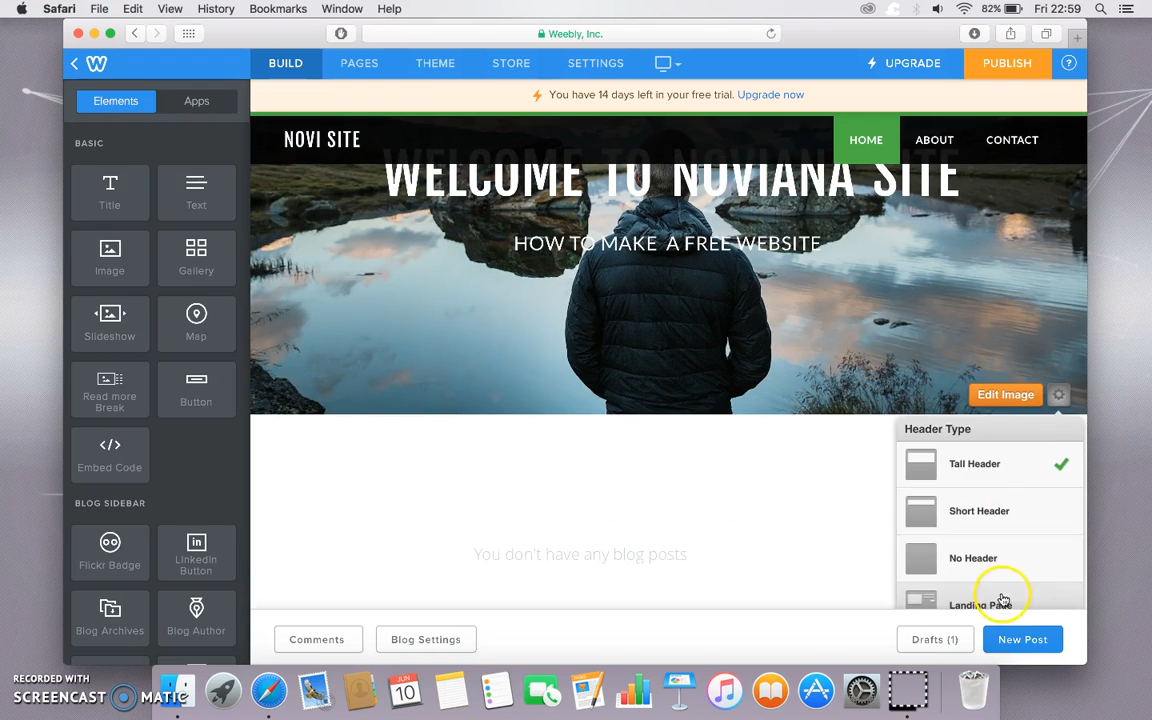 Safari File Edit View History Bookmarks Window Help 82% Fri 22:59
Weebly, Inc.
BUILD PAGES THEME STORE SETTINGS UPGRADE PUBLISH ?
Elements Apps
You have 14 days left in your free trial. Upgrade now
NOVI SITE HOME ABOUT CONTACT
WELCOME TO NOVIANA SITE
HOW TO MAKE A FREE WEBSITE
BASIC
Title Text
Image Gallery
Slideshow Map
Read more
Break
Button
Embed Code
BLOG SIDEBAR
Flickr Badge
LinkedIn
Button
Blog Archives Blog Author
Edit Image
Header Type
Tall Header
Short Header
No Header
Landing Page
You don't have any blog posts
Comments Blog Settings Drafts (1) New Post
JUN
10
RECORDED WITH
SCREENCAST MATIC